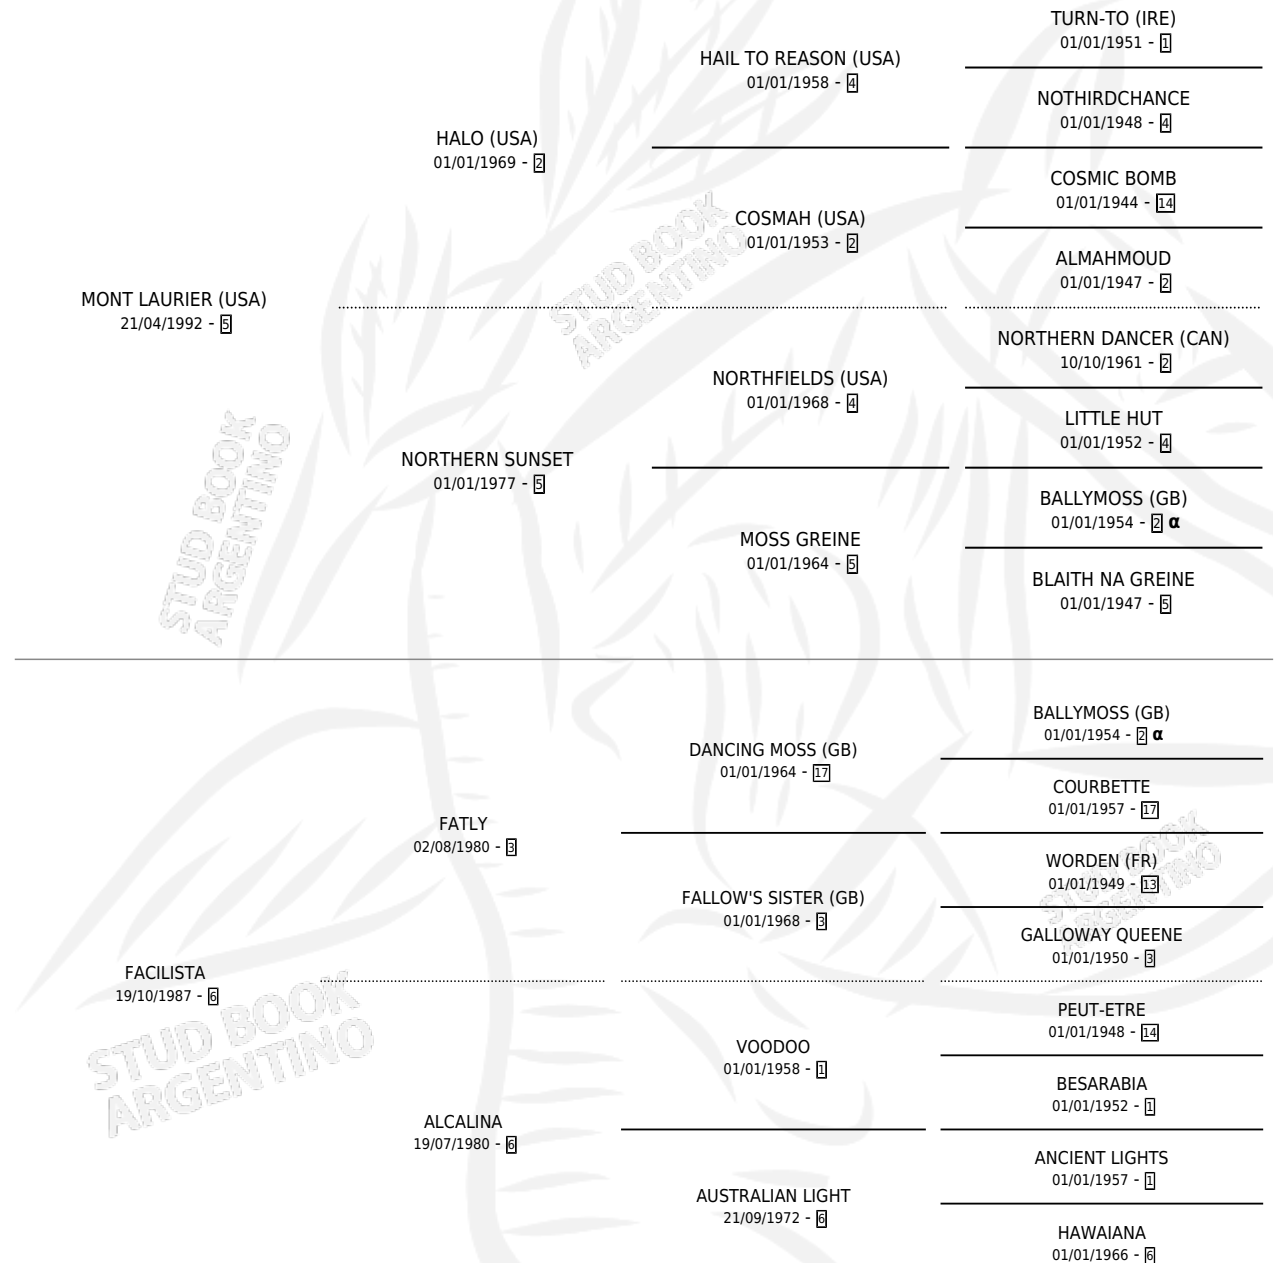 TURN-TO (IRE)
01/01/1951 - 1
HAIL TO REASON (USA)
01/01/1958 - 4
NOTHIRDCHANCE
01/01/1948 - 4
HALO (USA)
01/01/1969 - 2
COSMIC BOMB
01/01/1944 - 14
COSMAH (USA)
01/01/1953 - 2
ALMAHMOUD
01/01/1947 - 2
MONT LAURIER (USA)
21/04/1992 - 5
NORTHERN DANCER (CAN)
10/10/1961 - 2
NORTHFIELDS (USA)
01/01/1968 - 4
LITTLE HUT
01/01/1952 - 4
NORTHERN SUNSET
01/01/1977 - 5
BALLYMOSS (GB)
01/01/1954 - 2 α
MOSS GREINE
01/01/1964 - 5
BLAITH NA GREINE
01/01/1947 - 5
BALLYMOSS (GB)
01/01/1954 - 2 α
DANCING MOSS (GB)
01/01/1964 - 17
COURBETTE
01/01/1957 - 17
FATLY
02/08/1980 - 3
WORDEN (FR)
01/01/1949 - 13
FALLOW'S SISTER (GB)
01/01/1968 - 3
GALLOWAY QUEENE
01/01/1950 - 3
FACILISTA
19/10/1987 - 6
PEUT-ETRE
01/01/1948 - 14
VOODOO
01/01/1958 - 1
BESARABIA
01/01/1952 - 1
ALCALINA
19/07/1980 - 6
ANCIENT LIGHTS
01/01/1957 - 1
AUSTRALIAN LIGHT
21/09/1972 - 6
HAWAIANA
01/01/1966 - 6
STUD BOOK
ARGENTINO
STUD BOOK
ARGENTINO
STUD BOOK
ARGENTINO
STUD BOOK
ARGENTINO